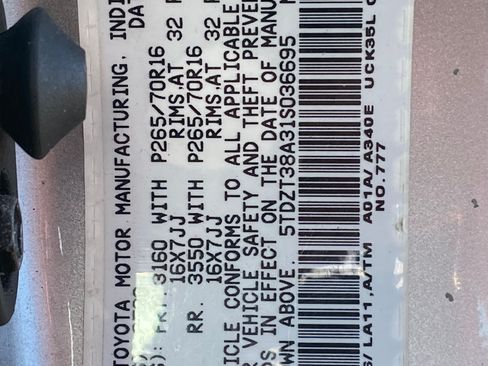 TOYOTA MOTOR MANUFACTURING, INDI
DAT
FR. 3160 WITH P265/70R16
16X7JJ RIMS,AT 32 P
RR. 3550 WITH P265/70R16
16X7JJ RIMS,AT 32 P
ICLE CONFORMS TO ALL APPLICABLE
VEHICLE SAFETY AND THEFT PREVE
S IN EFFECT ON THE DATE OF MANU
WN ABOVE. 5TDZT38A31S036695
/ LA11,A/TM A01A/ A340E UCK35L
NO.777